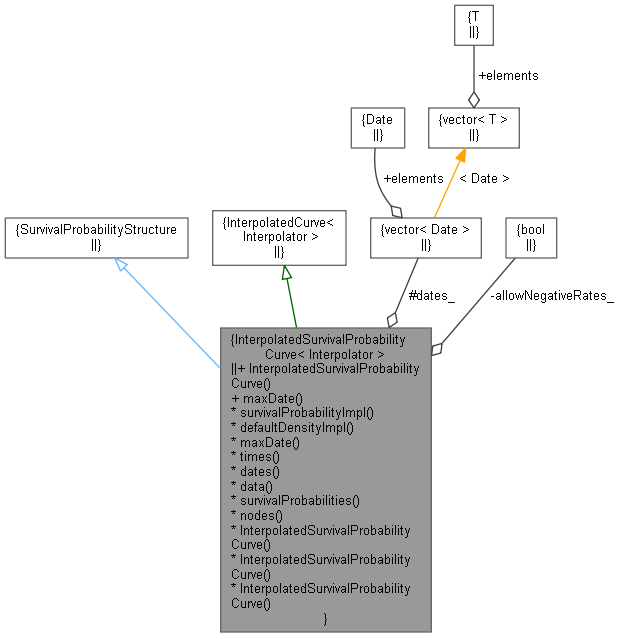 {T
||}
+elements
{Date
||}
{vector< T >
||}
+elements
< Date >
{SurvivalProbabilityStructure
||}
{InterpolatedCurve<
Interpolator >
||}
{vector< Date >
||}
{bool
||}
#dates_
-allowNegativeRates_
{InterpolatedSurvivalProbability
Curve< Interpolator >
||+ InterpolatedSurvivalProbability
Curve()
+ maxDate()
* survivalProbabilityImpl()
* defaultDensityImpl()
* maxDate()
* times()
* dates()
* data()
* survivalProbabilities()
* nodes()
* InterpolatedSurvivalProbability
Curve()
* InterpolatedSurvivalProbability
Curve()
* InterpolatedSurvivalProbability
Curve()
}